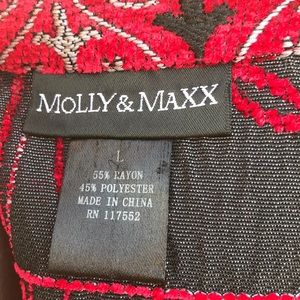 MOLLY & MAXX
L
55% RAYON
45% POLYESTER
MADE IN CHINA
RN 117552